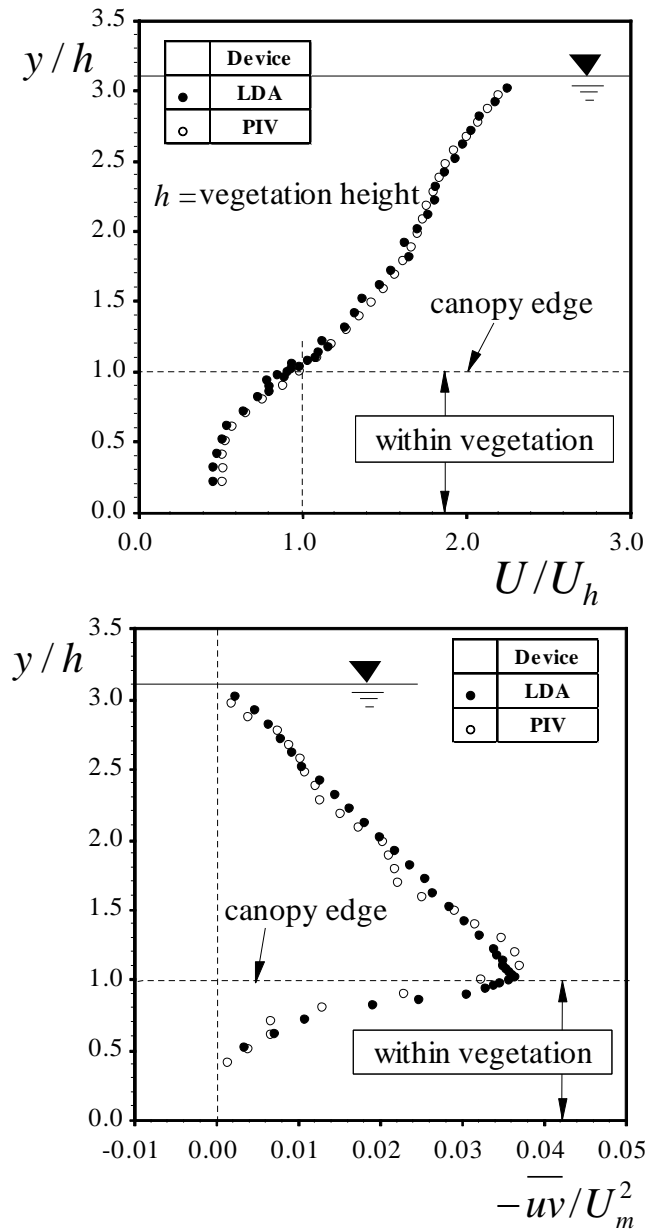 y/h
3.5
Device
LDA
PIV
3.0
h = vegetation height
2.5
2.0
1.5
canopy edge
1.0
within vegetation
0.5
0.0
0.0 1.0 2.0 3.0
U/U_h
3.5
y/h
Device
LDA
PIV
3.0
2.5
2.0
1.5
canopy edge
1.0
within vegetation
0.5
0.0
-0.01 0.00 0.01 0.02 0.03 0.04 0.05
-\overline{uv}/U_m^2